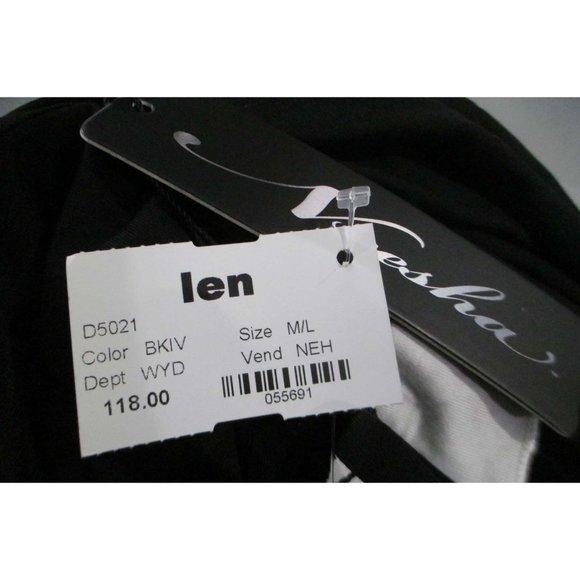 len
D5021
Color BKIV
Dept WYD
118.00
Size M/L
Vend NEH
055691